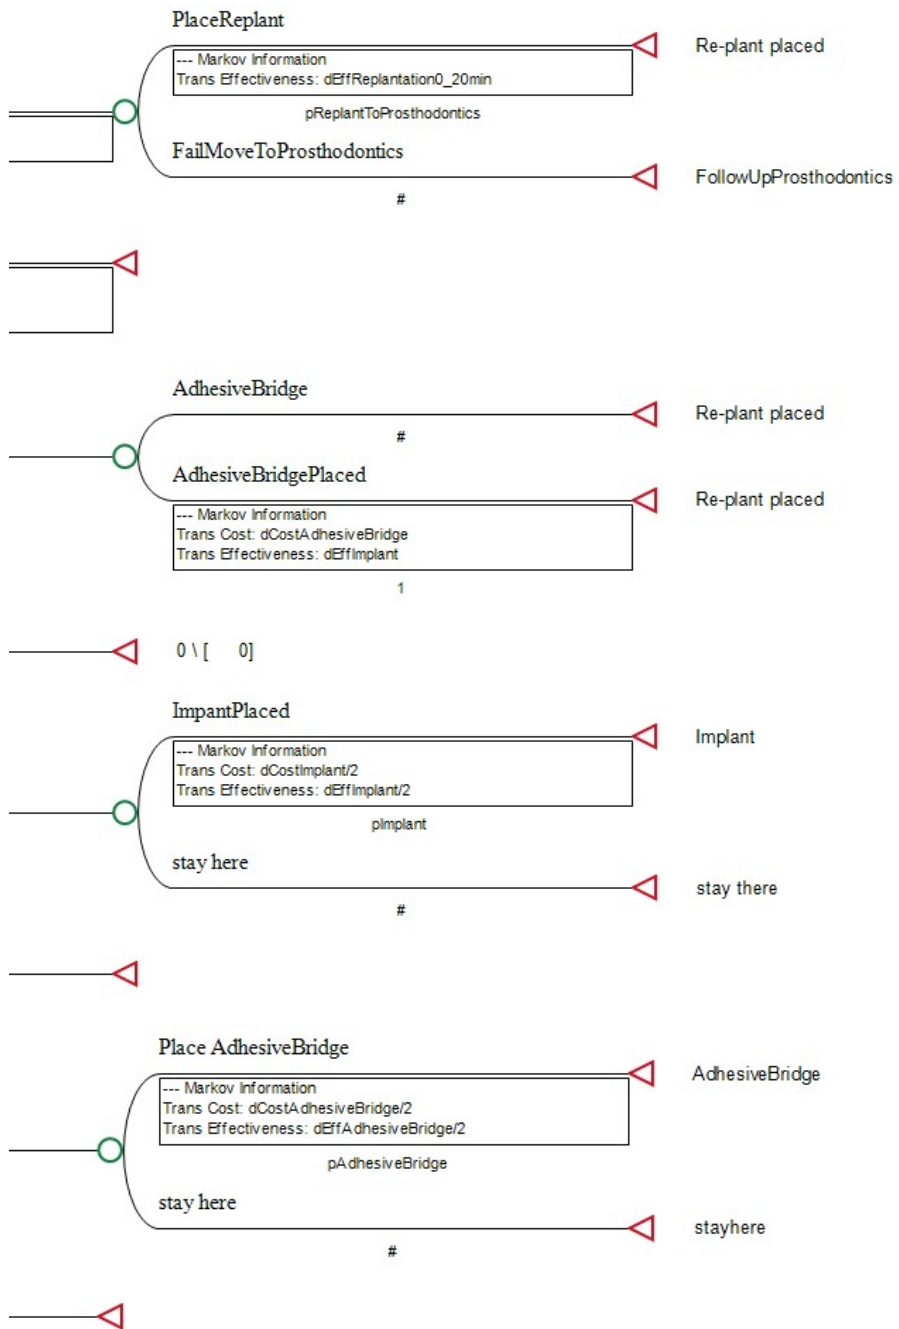 PlaceReplant
Re-plant placed
--- Markov Information
Trans Effectiveness: dEffReplantation0_20min
pReplantToProsthodontics
FailMoveToProsthodontics
FollowUpProsthodontics
#
AdhesiveBridge
Re-plant placed
#
AdhesiveBridgePlaced
Re-plant placed
--- Markov Information
Trans Cost: dCostAdhesiveBridge
Trans Effectiveness: dEffImplant
1
0 \ [ 0]
ImpantPlaced
Implant
--- Markov Information
Trans Cost: dCostImplant/2
Trans Effectiveness: dEffImplant/2
pImplant
stay here
stay there
#
Place AdhesiveBridge
AdhesiveBridge
--- Markov Information
Trans Cost: dCostAdhesiveBridge/2
Trans Effectiveness: dEffAdhesiveBridge/2
pAdhesiveBridge
stay here
stayhere
#